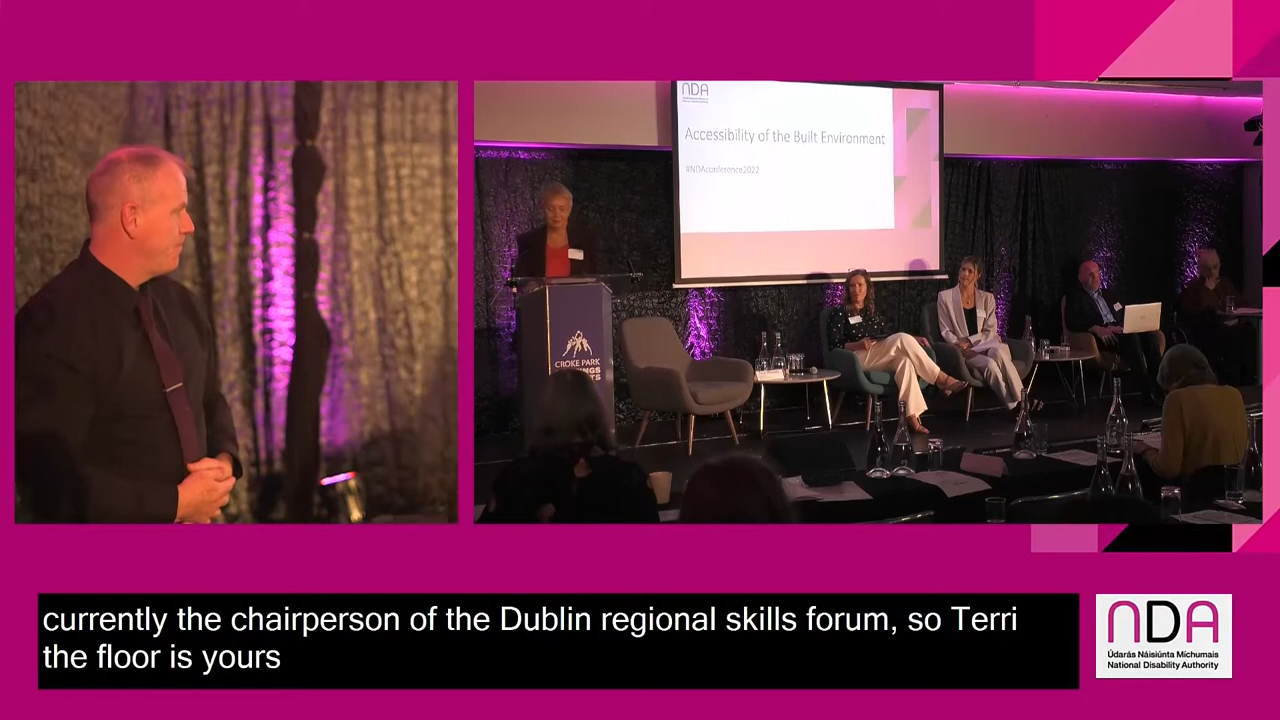 NDA
Accessibility of the Built Environment
#NDAconference2022
CROKE PARK
currently the chairperson of the Dublin regional skills forum, so Terri
the floor is yours
NDA
Údarás Náisiúnta Míchumais
National Disability Authority